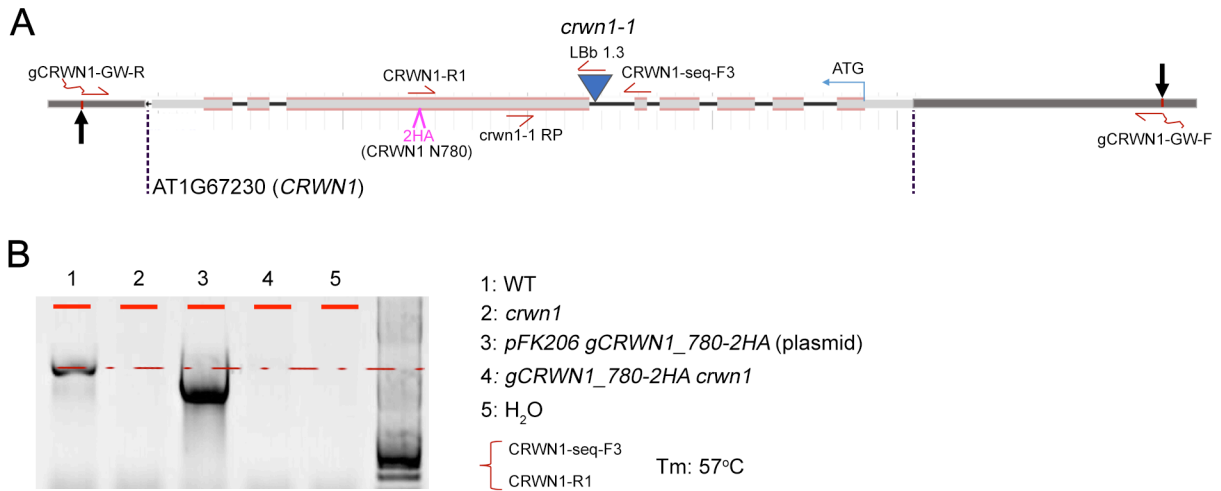 A
crwn1-1
LBb 1.3
gCRWN1-GW-R
CRWN1-R1
CRWN1-seq-F3
ATG
2HA
(CRWN1 N780)
crwn1-1 RP
gCRWN1-GW-F
AT1G67230 (CRWN1)
B
1 2 3 4 5
1: WT
2: crwn1
3: pFK206 gCRWN1_780-2HA (plasmid)
4: gCRWN1_780-2HA crwn1
5: H₂O
CRWN1-seq-F3
CRWN1-R1
Tm: 57°C